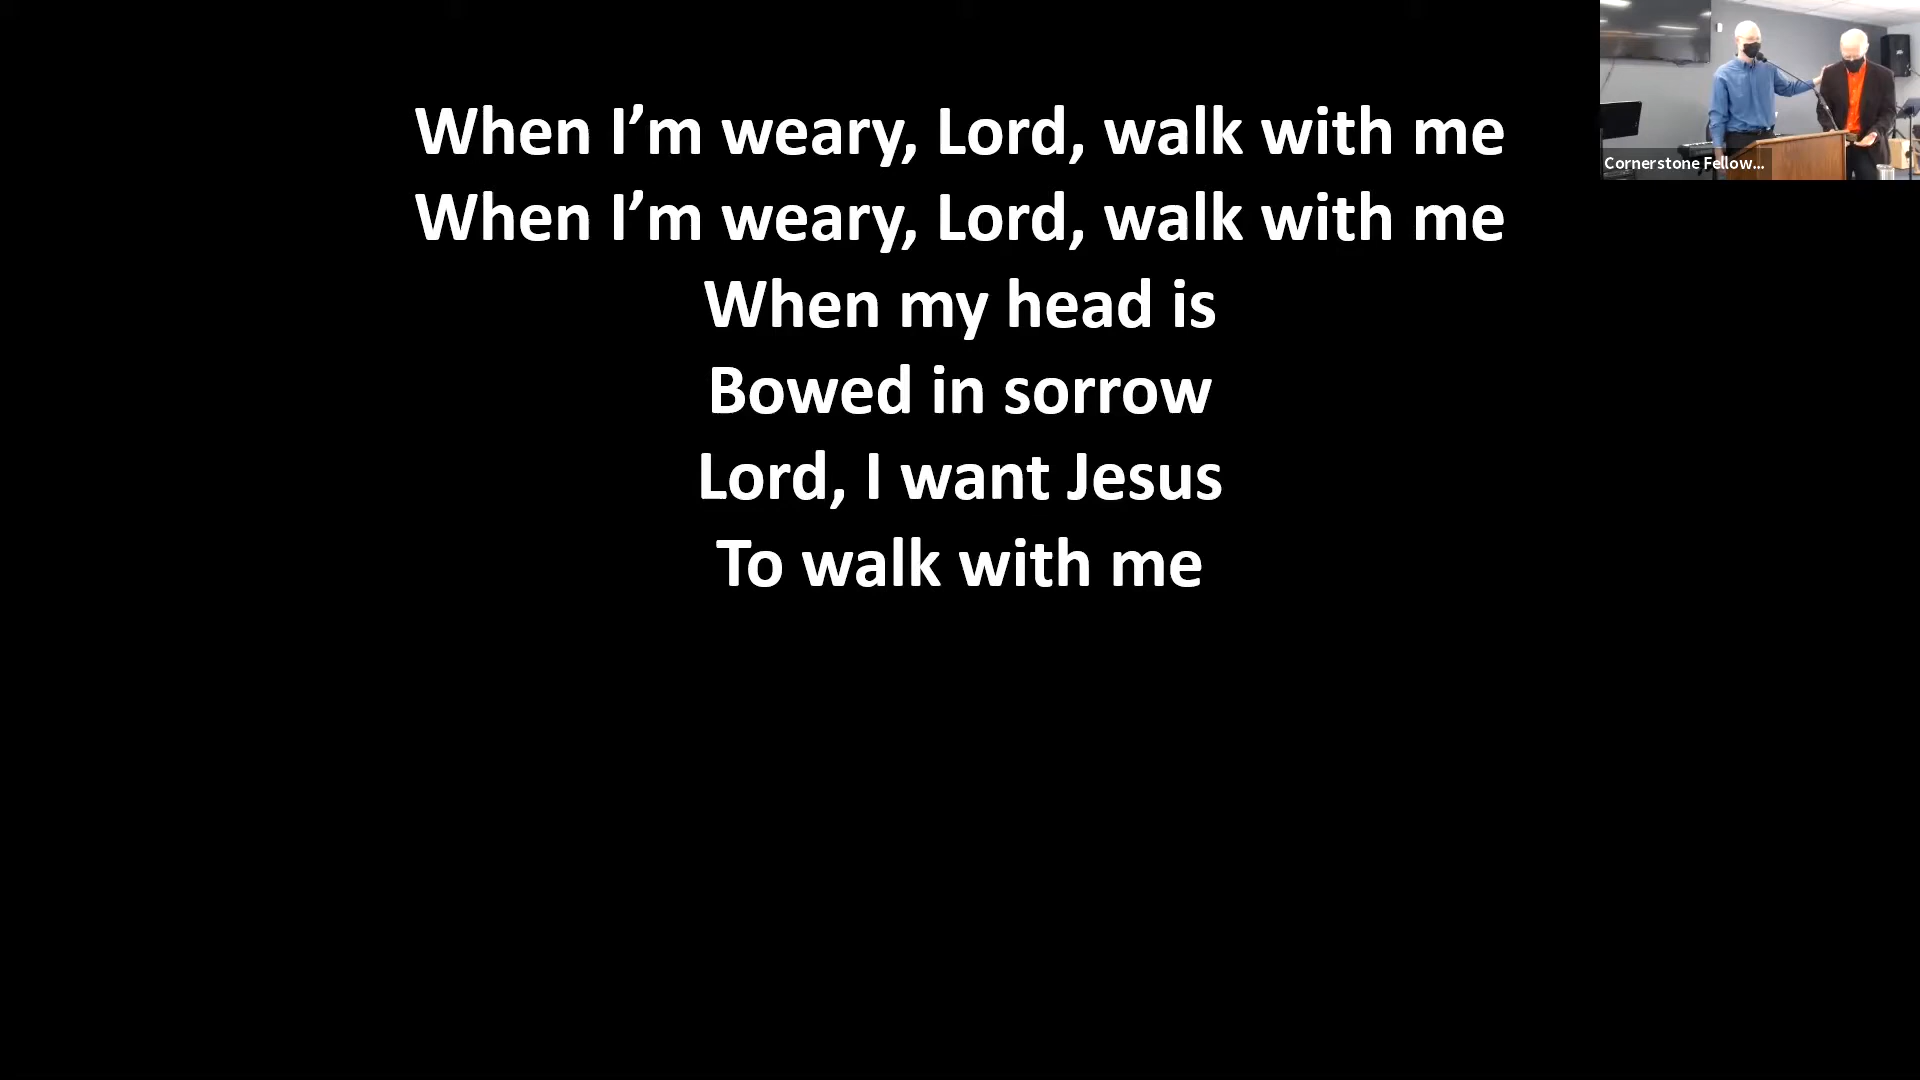 When I’m weary, Lord, walk with me
When I’m weary, Lord, walk with me
When my head is
Bowed in sorrow
Lord, I want Jesus
To walk with me
Cornerstone Fellow...